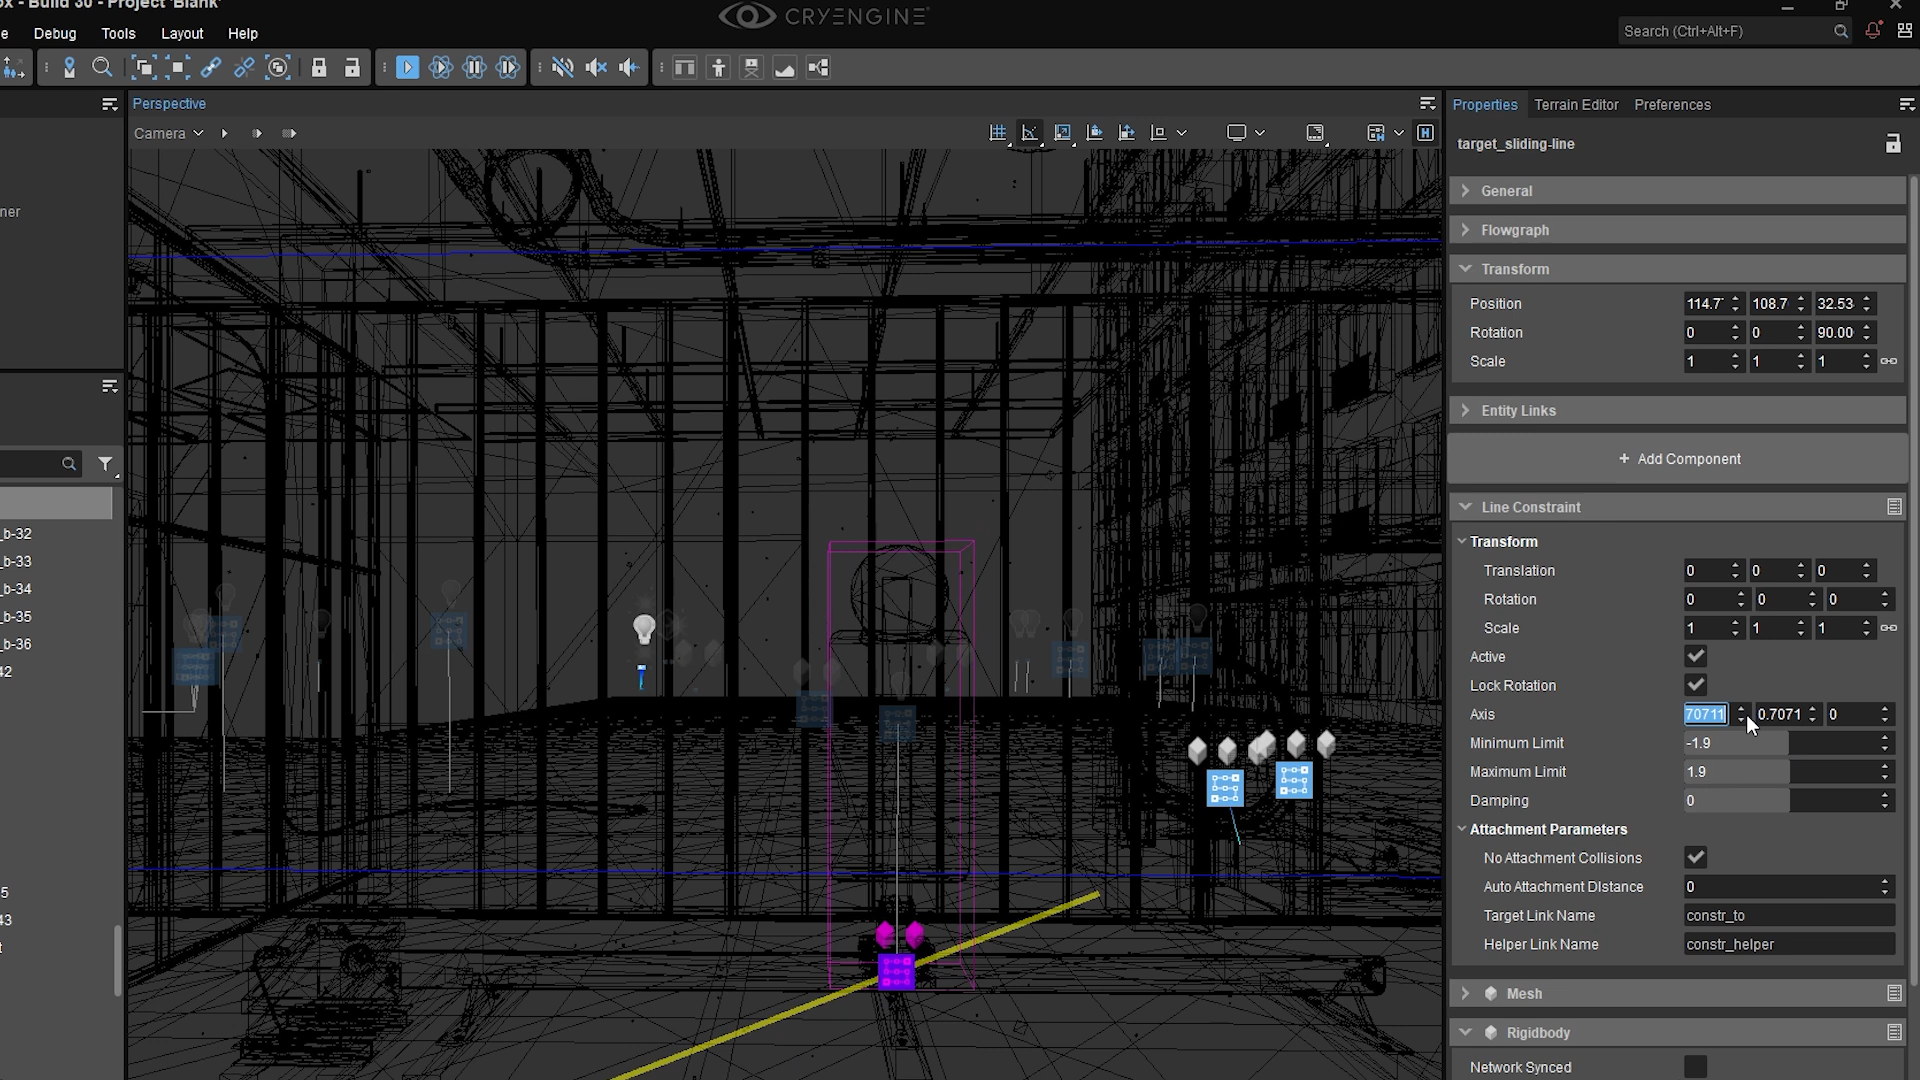 ox - Build 30 - Project 'Blank'
CRYENGINE
e Debug Tools Layout Help
Search (Ctrl+Alt+F)
Perspective
Camera
ner
_b-32
_b-33
_b-34
_b-35
_b-36
42
5
43
t
Properties Terrain Editor Preferences
target_sliding-line
General
Flowgraph
Transform
Position 114.7 108.7 32.53
Rotation 0 0 90.00
Scale 1 1 1
Entity Links
+ Add Component
Line Constraint
Transform
Translation 0 0 0
Rotation 0 0 0
Scale 1 1 1
Active
Lock Rotation
Axis 70711 0.7071 0
Minimum Limit -1.9
Maximum Limit 1.9
Damping 0
Attachment Parameters
No Attachment Collisions
Auto Attachment DIstance 0
Target Link Name constr_to
Helper Link Name constr_helper
Mesh
Rigidbody
Network Synced